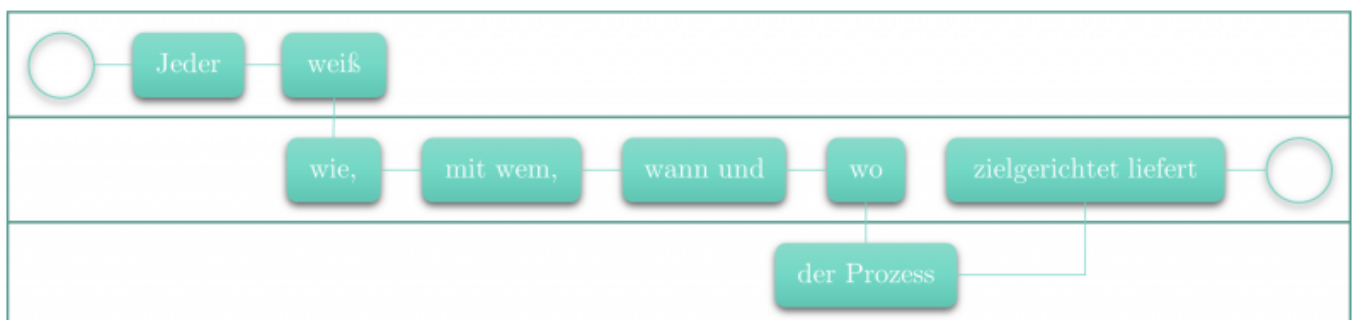 Jeder weiß
wie, mit wem, wann und wo zielgerichtet liefert
der Prozess